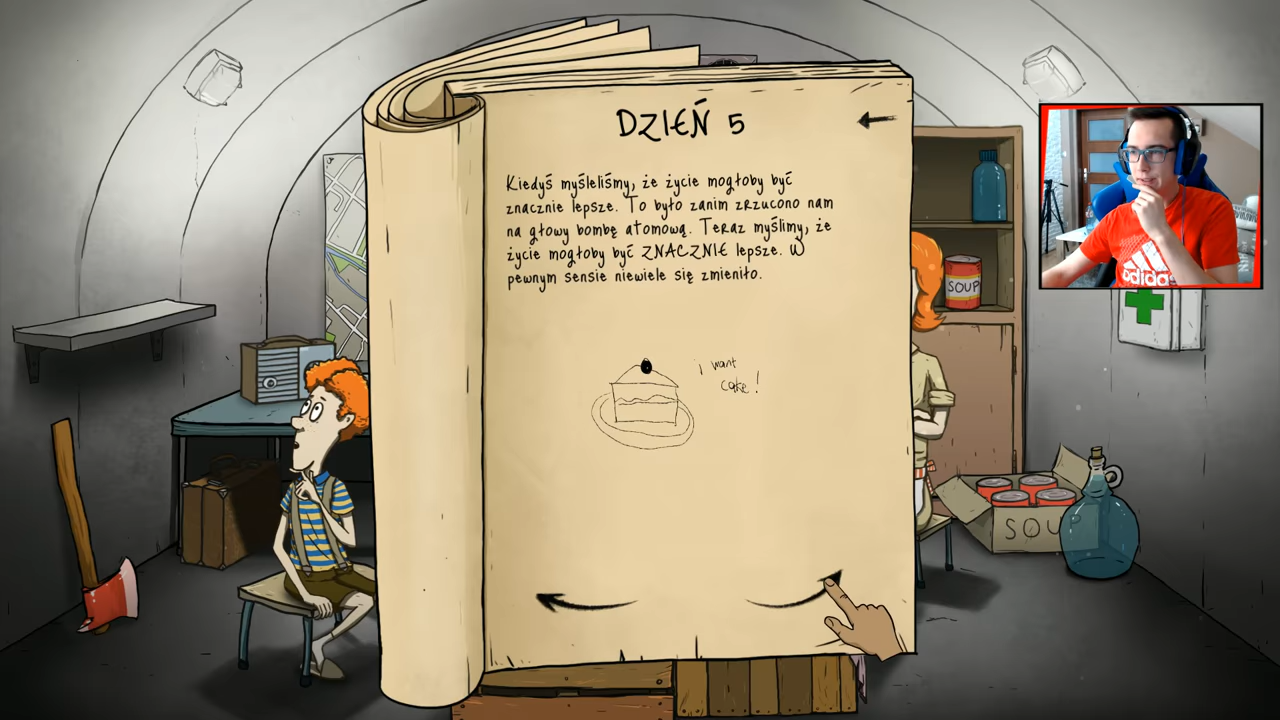 DZIEŃ 5
Kiedyś myśleliśmy, że życie mogłoby być
znacznie lepsze. To było zanim zrzucono nam
na głowy bombę atomową. Teraz myślimy, że
życie mogłoby być ZNACZNIE lepsze. W
pewnym sensie niewiele się zmieniło.
i want
cake!
SOUP
SOUP
adidas